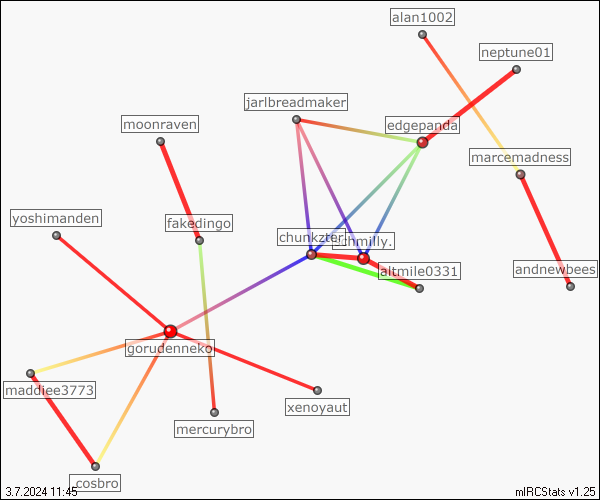 alan1002
neptune01
jarlbreadmaker
moonraven
edgepanda
marcemadness
yoshimanden
fakedingo
chunkzter
altmile0331
andnewbees
gorudenneko
maddiee3773
xenoyaut
mercurybro
cosbro
3.7.2024 11:45
mIRCStats v1.25